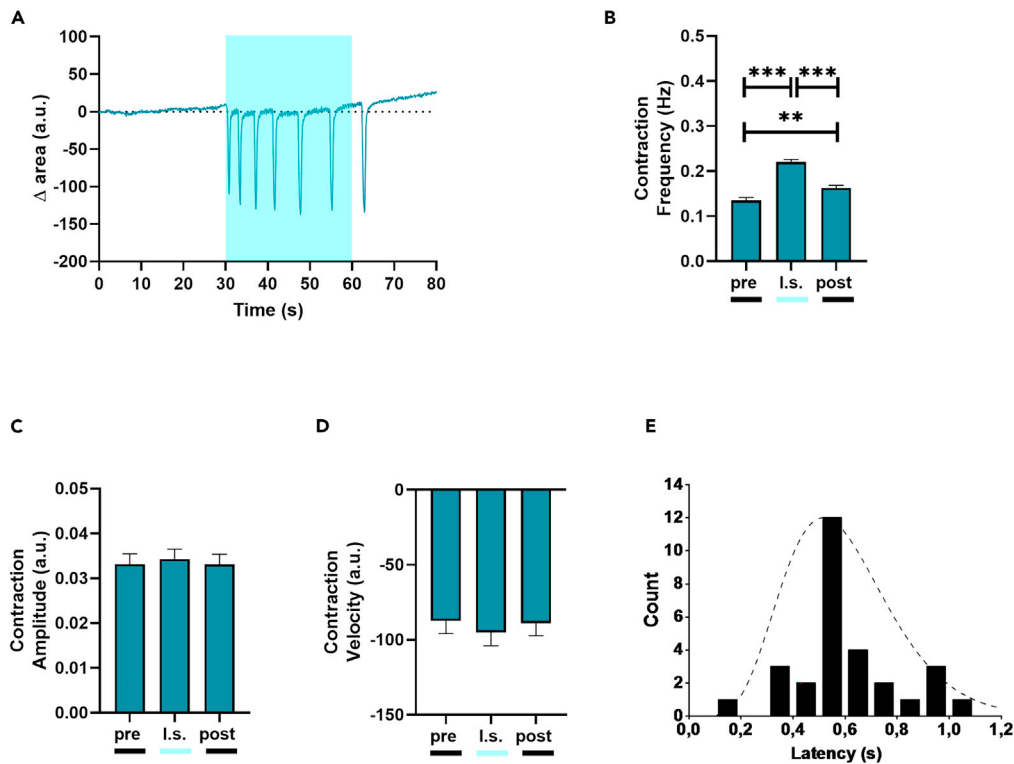 A
100
50
0
-50
-100
-150
-200
Δ area (a.u.)
0 10 20 30 40 50 60 70 80
Time (s)
B
0.5
0.4
0.3
0.2
0.1
0.0
Contraction
Frequency (Hz)
*** ***
**
pre l.s. post
C
0.05
0.04
0.03
0.02
0.01
0.00
Contraction
Amplitude (a.u.)
pre l.s. post
D
0
-50
-100
-150
Contraction
Velocity (a.u.)
pre l.s. post
E
14
12
10
8
6
4
2
0
Count
0,0 0,2 0,4 0,6 0,8 1,0 1,2
Latency (s)